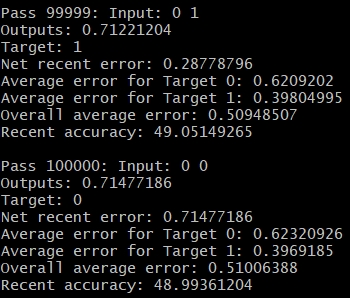 Pass 99999: Input: 0 1
Outputs: 0.71221204
Target: 1
Net recent error: 0.28778796
Average error for Target 0: 0.6209202
Average error for Target 1: 0.39804995
Overall average error: 0.50948507
Recent accuracy: 49.05149265
Pass 100000: Input: 0 0
Outputs: 0.71477186
Target: 0
Net recent error: 0.71477186
Average error for Target 0: 0.62320926
Average error for Target 1: 0.3969185
Overall average error: 0.51006388
Recent accuracy: 48.99361204